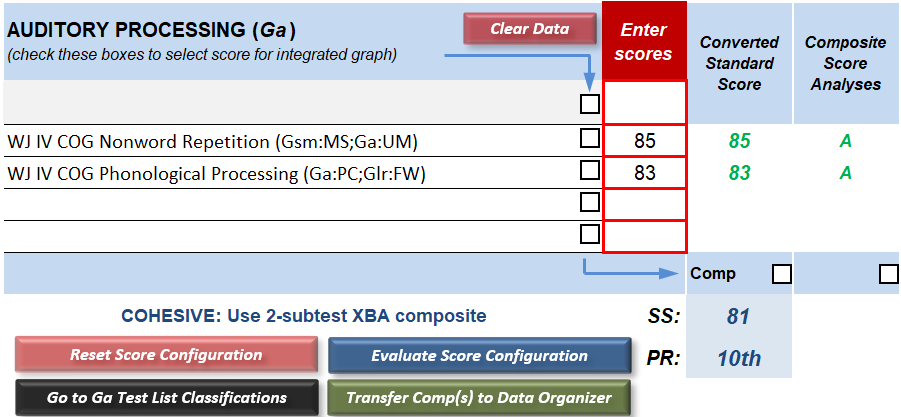 AUDITORY PROCESSING (Ga )
(check these boxes to select score for integrated graph)
Clear Data
Enter
scores
Converted
Standard
Score
Composite
Score
Analyses
WJ IV COG Nonword Repetition (Gsm:MS;Ga:UM) 85 85 A
WJ IV COG Phonological Processing (Ga:PC;Glr:FW) 83 83 A
Comp
COHESIVE: Use 2-subtest XBA composite SS: 81
Reset Score Configuration Evaluate Score Configuration PR: 10th
Go to Ga Test List Classifications Transfer Comp(s) to Data Organizer